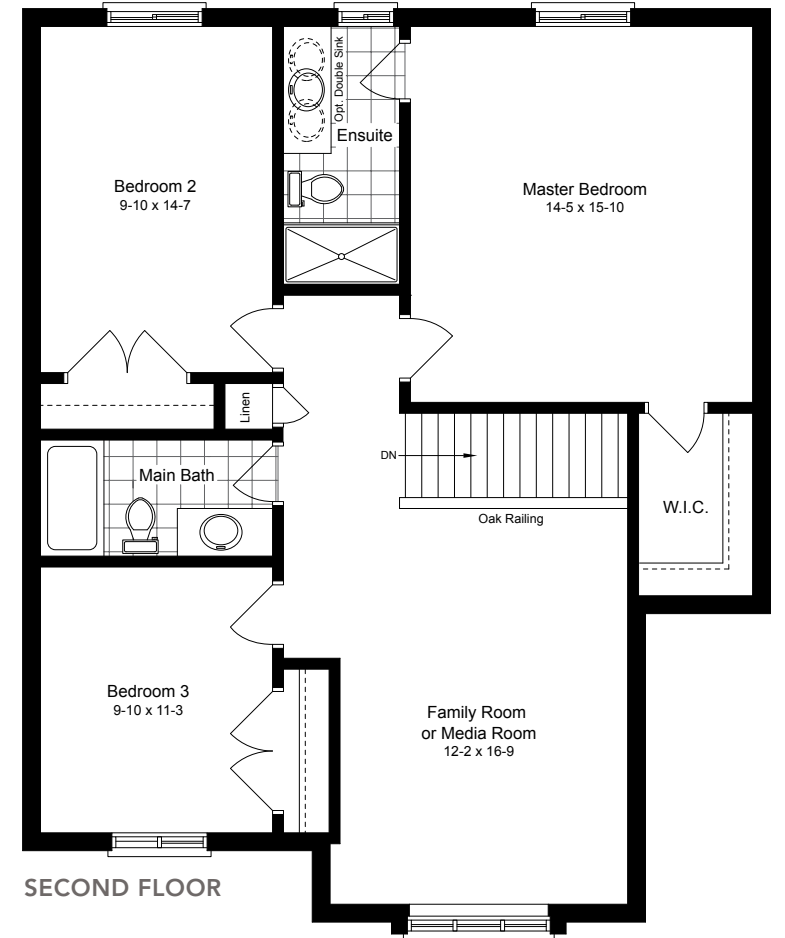 Opt. Double Sink
Ensuite
Bedroom 2
9-10 x 14-7
Master Bedroom
14-5 x 15-10
Linen
DN
Main Bath
W.I.C.
Oak Railing
Bedroom 3
9-10 x 11-3
Family Room
or Media Room
12-2 x 16-9
SECOND FLOOR